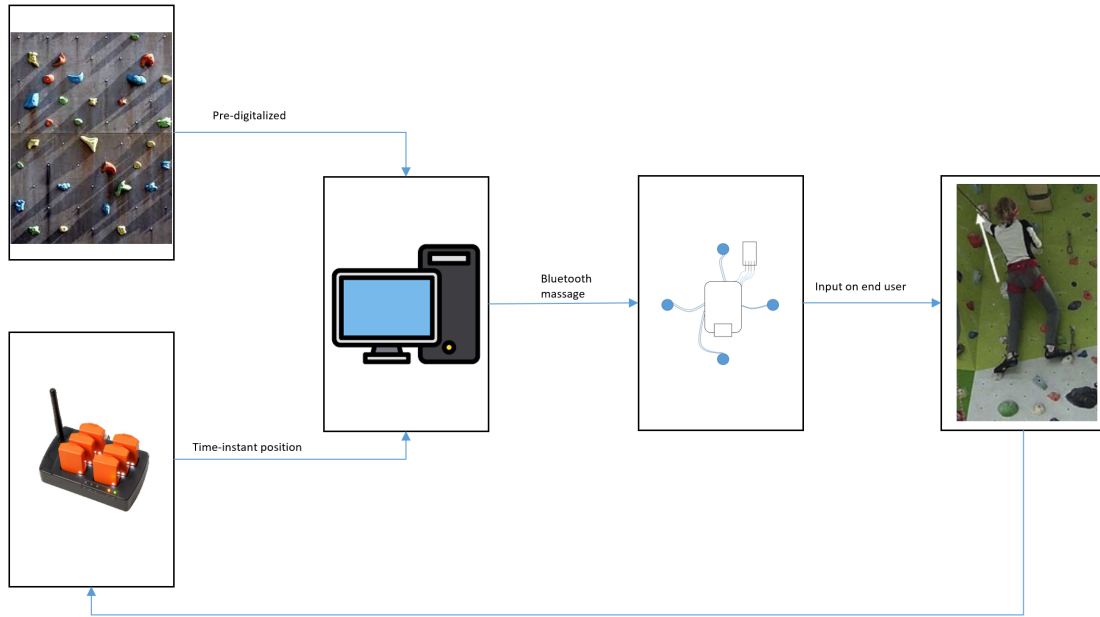 Pre-digitalized
Bluetooth
massage
Input on end user
Time-instant position